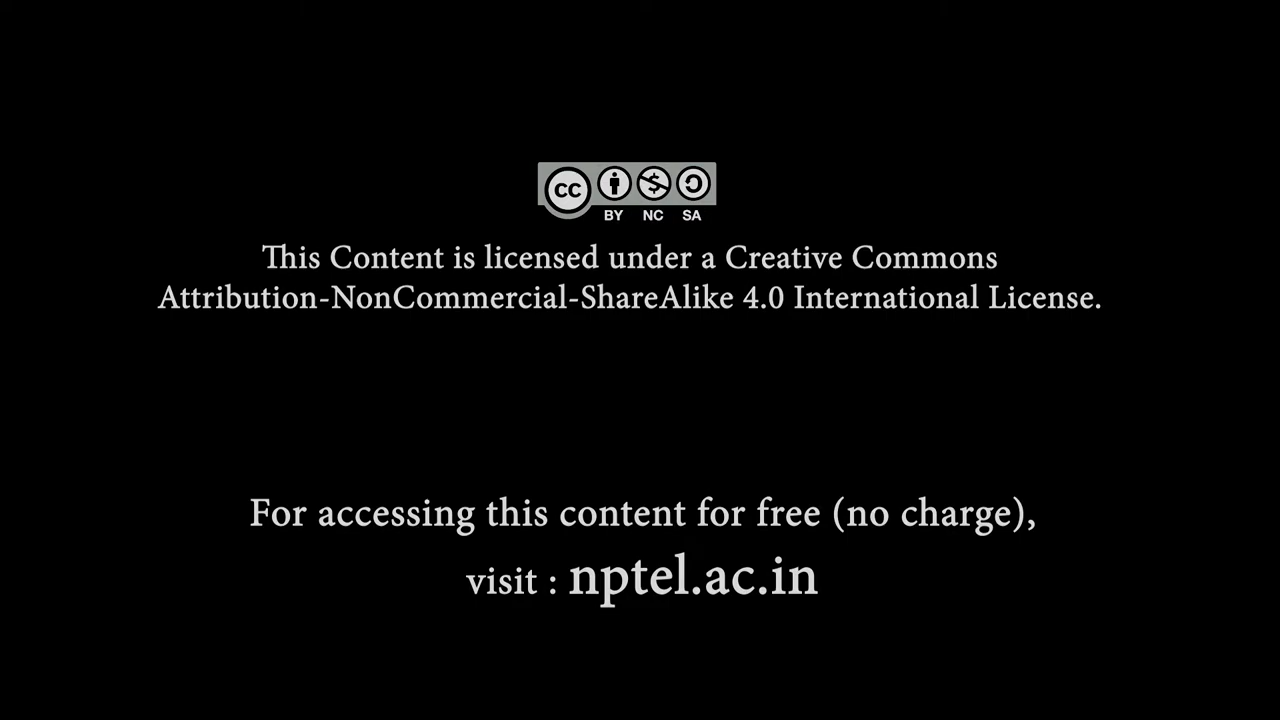 CC BY NC SA
This Content is licensed under a Creative Commons
Attribution-NonCommercial-ShareAlike 4.0 International License.
For accessing this content for free (no charge),
visit : nptel.ac.in